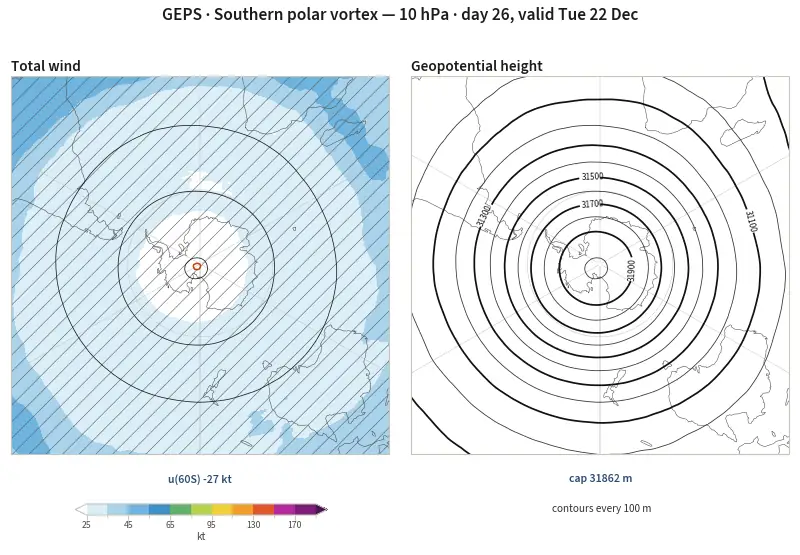 GEPS · Southern polar vortex — 10 hPa · day 26, valid Tue 22 Dec
Total wind
Geopotential height
31500
31700
31300
31100
31900
u(60S) -27 kt
cap 31862 m
contours every 100 m
25 45 65 95 130 170
kt